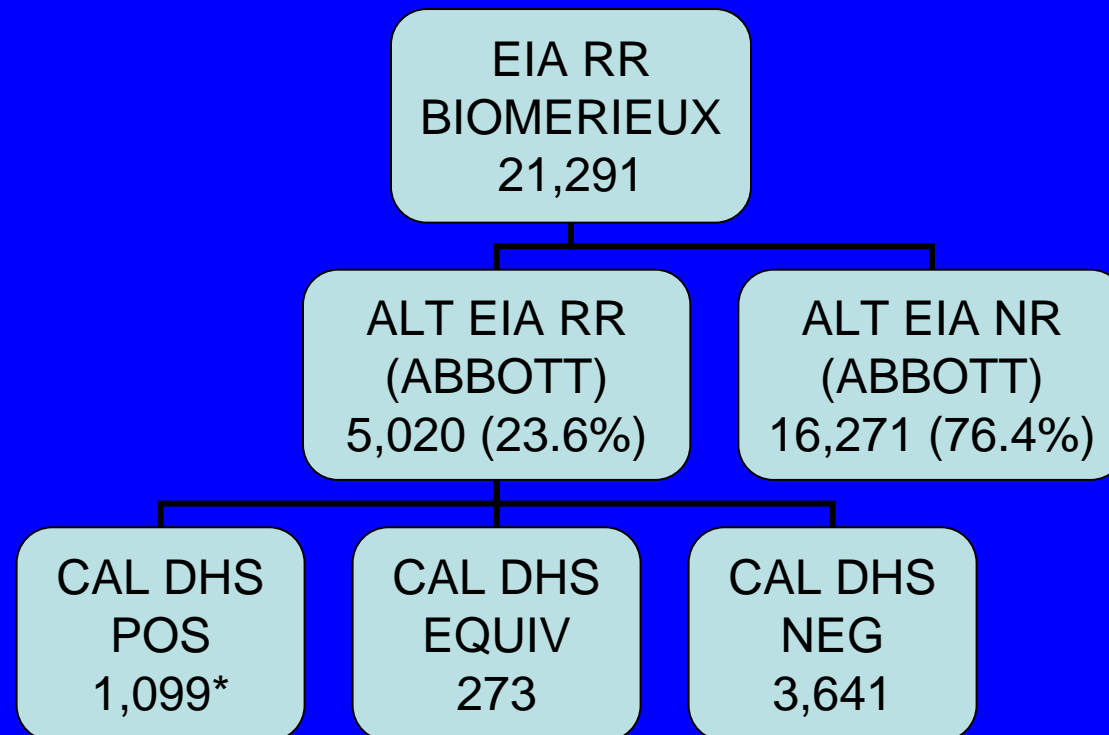 EIA RR
BIOMERIEUX
21,291
ALT EIA RR
(ABBOTT)
5,020 (23.6%)
ALT EIA NR
(ABBOTT)
16,271 (76.4%)
CAL DHS
POS
1,099*
CAL DHS
EQUIV
273
CAL DHS
NEG
3,641